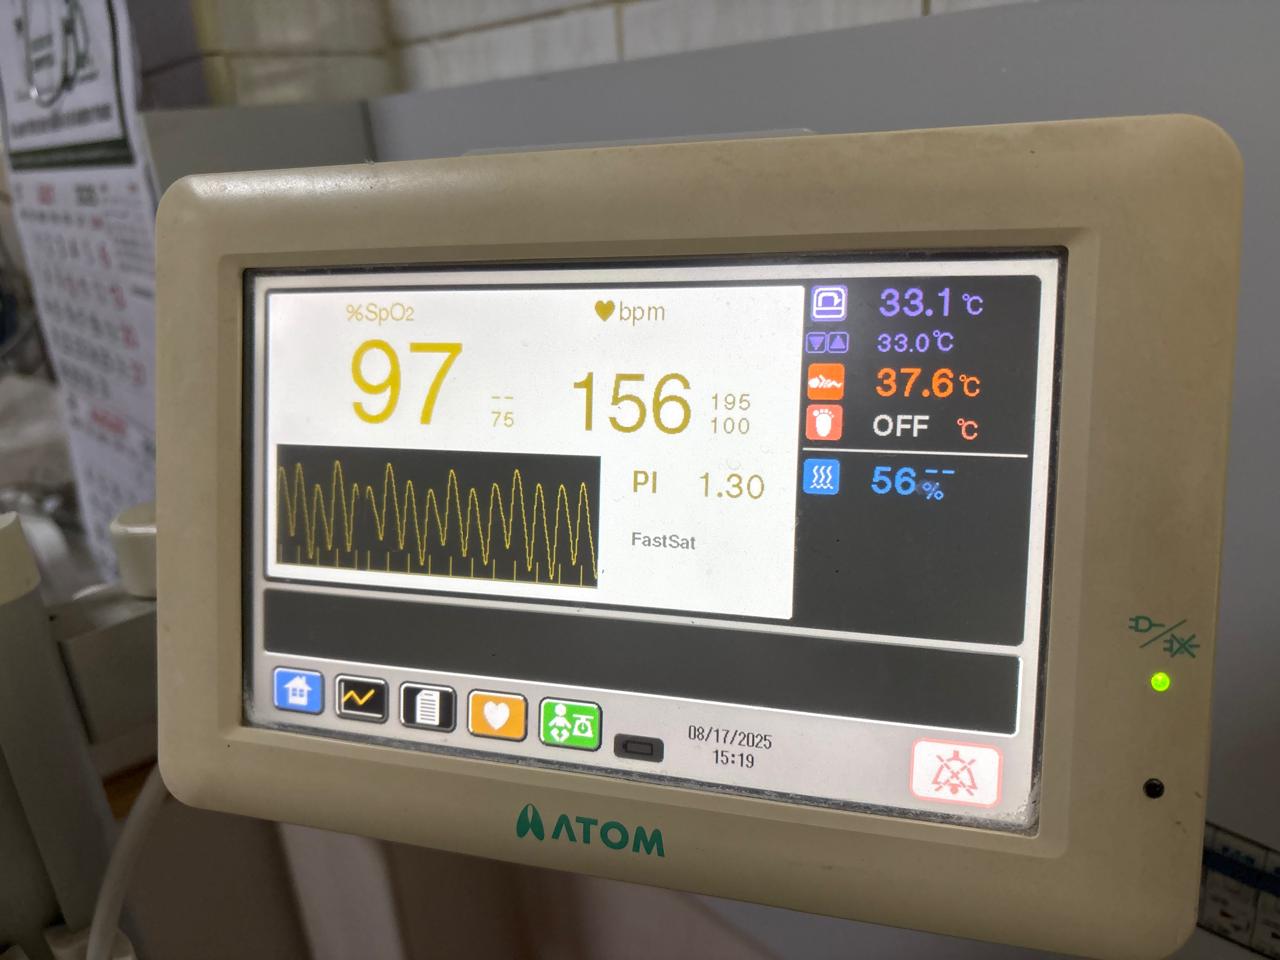 %SpO2
97
--
75
bpm
156
195
100
PI 1.30
FastSat
33.1 ℃
33.0℃
37.6℃
OFF ℃
56 %
--
08/17/2025
15:19
ATOM